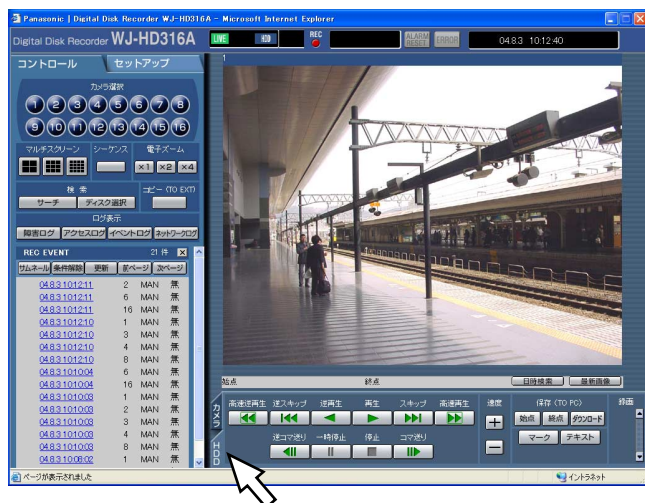 Panasonic | Digital Disk Recorder WJ-HD316A - Microsoft Internet Explorer
Digital Disk Recorder WJ-HD316A
LIVE HDD REC ALARM RESET ERROR 04.8.3 10:12:40
コントロール セットアップ
1
カメラ選択
1 2 3 4 5 6 7 8
9 10 11 12 13 14 15 16
マルチスクリーン シーケンス 電子ズーム
×1 ×2 ×4
検索 コピー (TO EXT)
サーチ ディスク選択
ログ表示
障害ログ アクセスログ イベントログ ネットワークログ
REC EVENT 21 件 X
サムネール 条件解除 更新 前ページ 次ページ
04.8.3 10:12:11 2 MAN 無
04.8.3 10:12:11 6 MAN 無
04.8.3 10:12:11 16 MAN 無
04.8.3 10:12:10 1 MAN 無
04.8.3 10:12:10 3 MAN 無
04.8.3 10:12:10 4 MAN 無
04.8.3 10:12:10 8 MAN 無
04.8.3 10:10:04 6 MAN 無
04.8.3 10:10:04 16 MAN 無
04.8.3 10:10:03 1 MAN 無
04.8.3 10:10:03 2 MAN 無
04.8.3 10:10:03 3 MAN 無
04.8.3 10:10:03 4 MAN 無
04.8.3 10:10:03 8 MAN 無
04.8.3 10:08:02 1 MAN 無
始点 終点 日時検索 最新画像
カメラ
HDD
高速逆再生 逆スキップ 逆再生 再生 スキップ 高速再生 速度 保存 (TO PC) 録画
始点 終点 ダウンロード
逆コマ送り 一時停止 停止 コマ送り マーク テキスト
ページが表示されました イントラネット